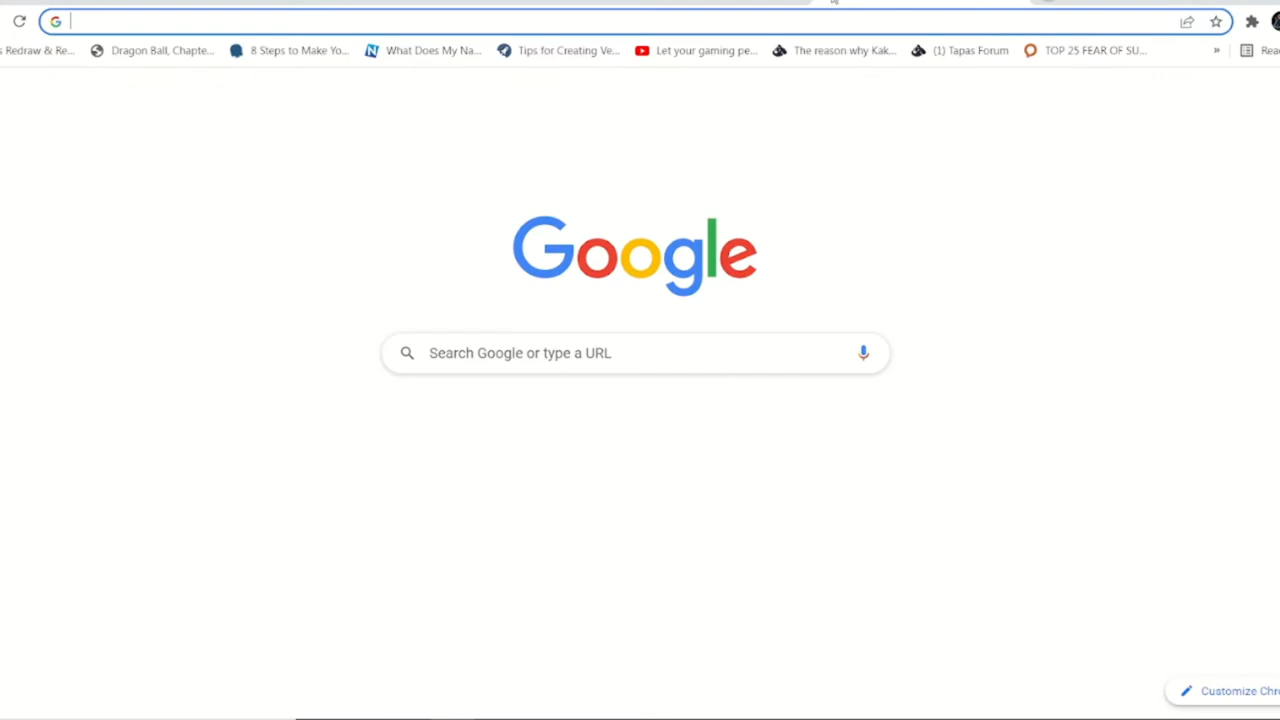 s Redraw & Re... Dragon Ball, Chapte... 8 Steps to Make Yo... What Does My Na... Tips for Creating Ve... Let your gaming pe... The reason why Kak... (1) Tapas Forum TOP 25 FEAR OF SU... » Rea
Google
Search Google or type a URL
Customize Chr